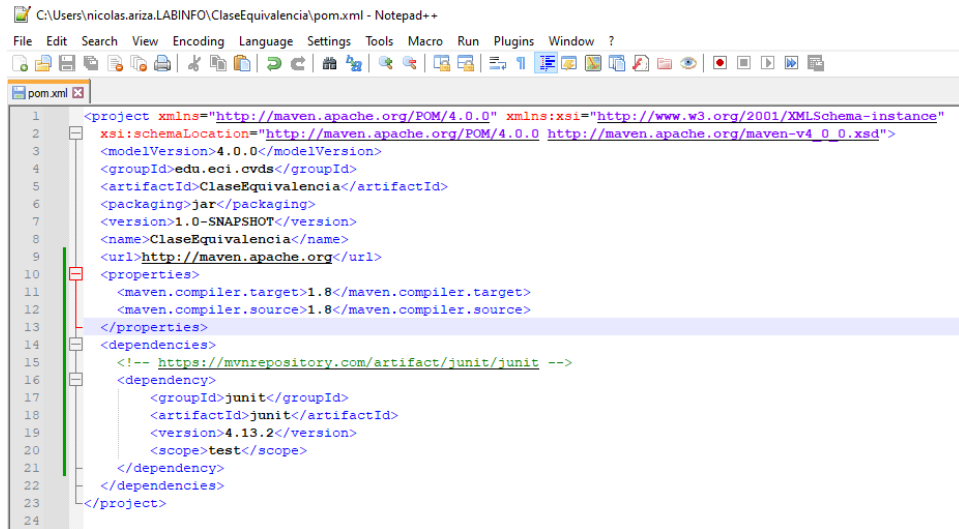 C:\Users\nicolas.ariza.LABINFO\ClaseEquivalencia\pom.xml - Notepad++
File Edit Search View Encoding Language Settings Tools Macro Run Plugins Window ?
pom.xml
1 <project xmlns="http://maven.apache.org/POM/4.0.0" xmlns:xsi="http://www.w3.org/2001/XMLSchema-instance"
2 xsi:schemaLocation="http://maven.apache.org/POM/4.0.0 http://maven.apache.org/maven-v4_0_0.xsd">
3 <modelVersion>4.0.0</modelVersion>
4 <groupId>edu.eci.cvds</groupId>
5 <artifactId>ClaseEquivalencia</artifactId>
6 <packaging>jar</packaging>
7 <version>1.0-SNAPSHOT</version>
8 <name>ClaseEquivalencia</name>
9 <url>http://maven.apache.org</url>
10 <properties>
11 <maven.compiler.target>1.8</maven.compiler.target>
12 <maven.compiler.source>1.8</maven.compiler.source>
13 </properties>
14 <dependencies>
15 <!-- https://mvnrepository.com/artifact/junit/junit -->
16 <dependency>
17 <groupId>junit</groupId>
18 <artifactId>junit</artifactId>
19 <version>4.13.2</version>
20 <scope>test</scope>
21 </dependency>
22 </dependencies>
23 </project>
24